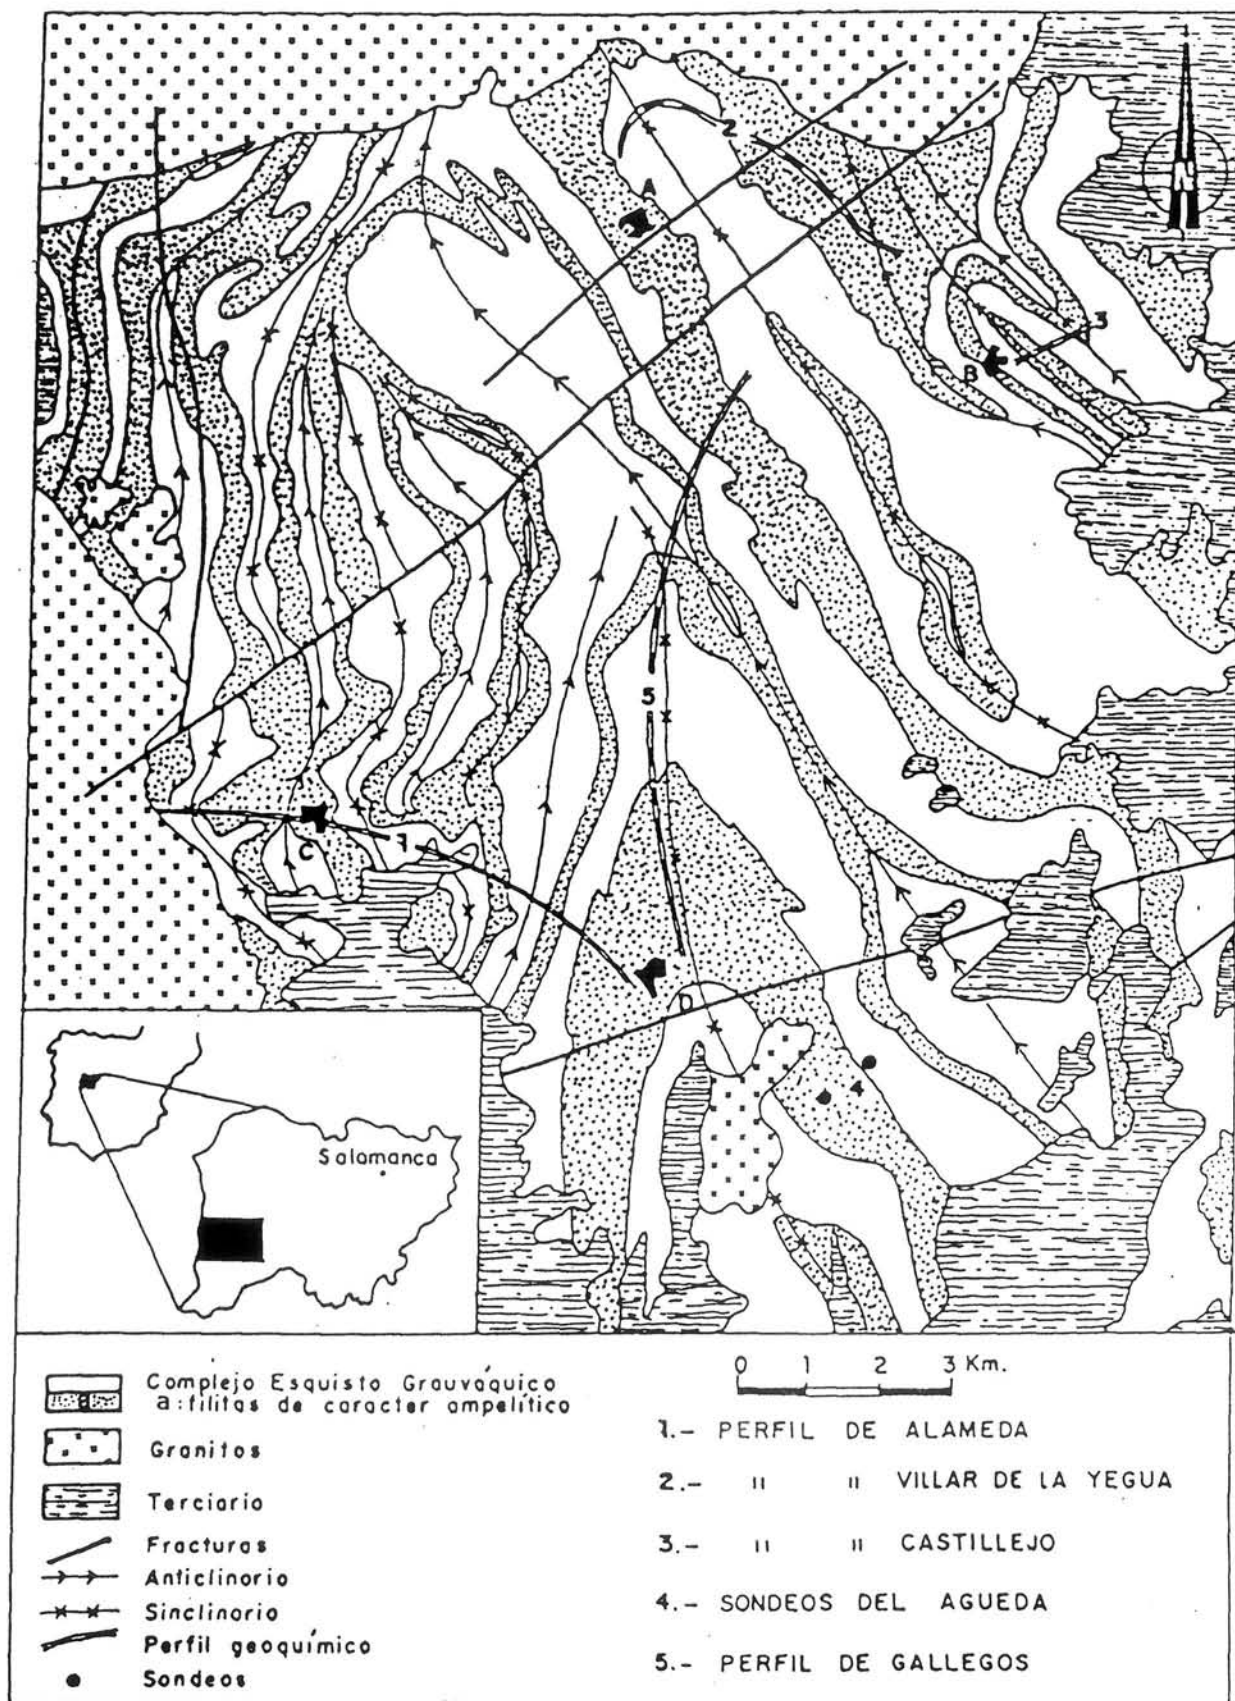 2
A
3
B
5
1
C
D
4
Salamanca
Complejo Esquisto Grauváquico
a:filitas de caracter ampelítico
Granitos
Terciario
Fracturas
Anticlinorio
Sinclinorio
Perfil geoquímico
Sondeos
0 1 2 3 Km.
1.- PERFIL DE ALAMEDA
2.- " " VILLAR DE LA YEGUA
3.- " " CASTILLEJO
4.- SONDEOS DEL AGUEDA
5.- PERFIL DE GALLEGOS